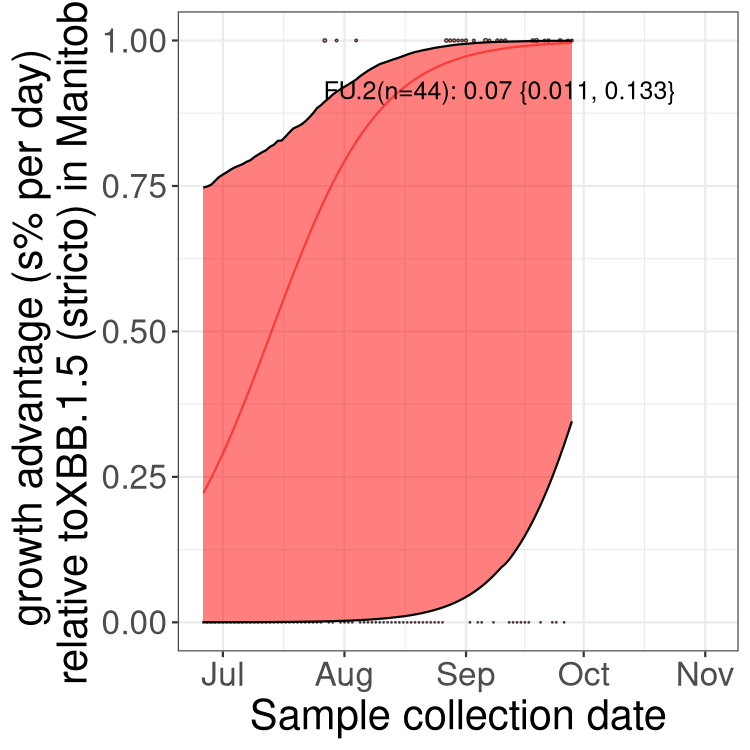 growth advantage (s% per day)
relative toXBB.1.5 (stricto) in Manitob
1.00
0.75
0.50
0.25
0.00
FU.2(n=44): 0.07 {0.011, 0.133}
Jul Aug Sep Oct Nov
Sample collection date